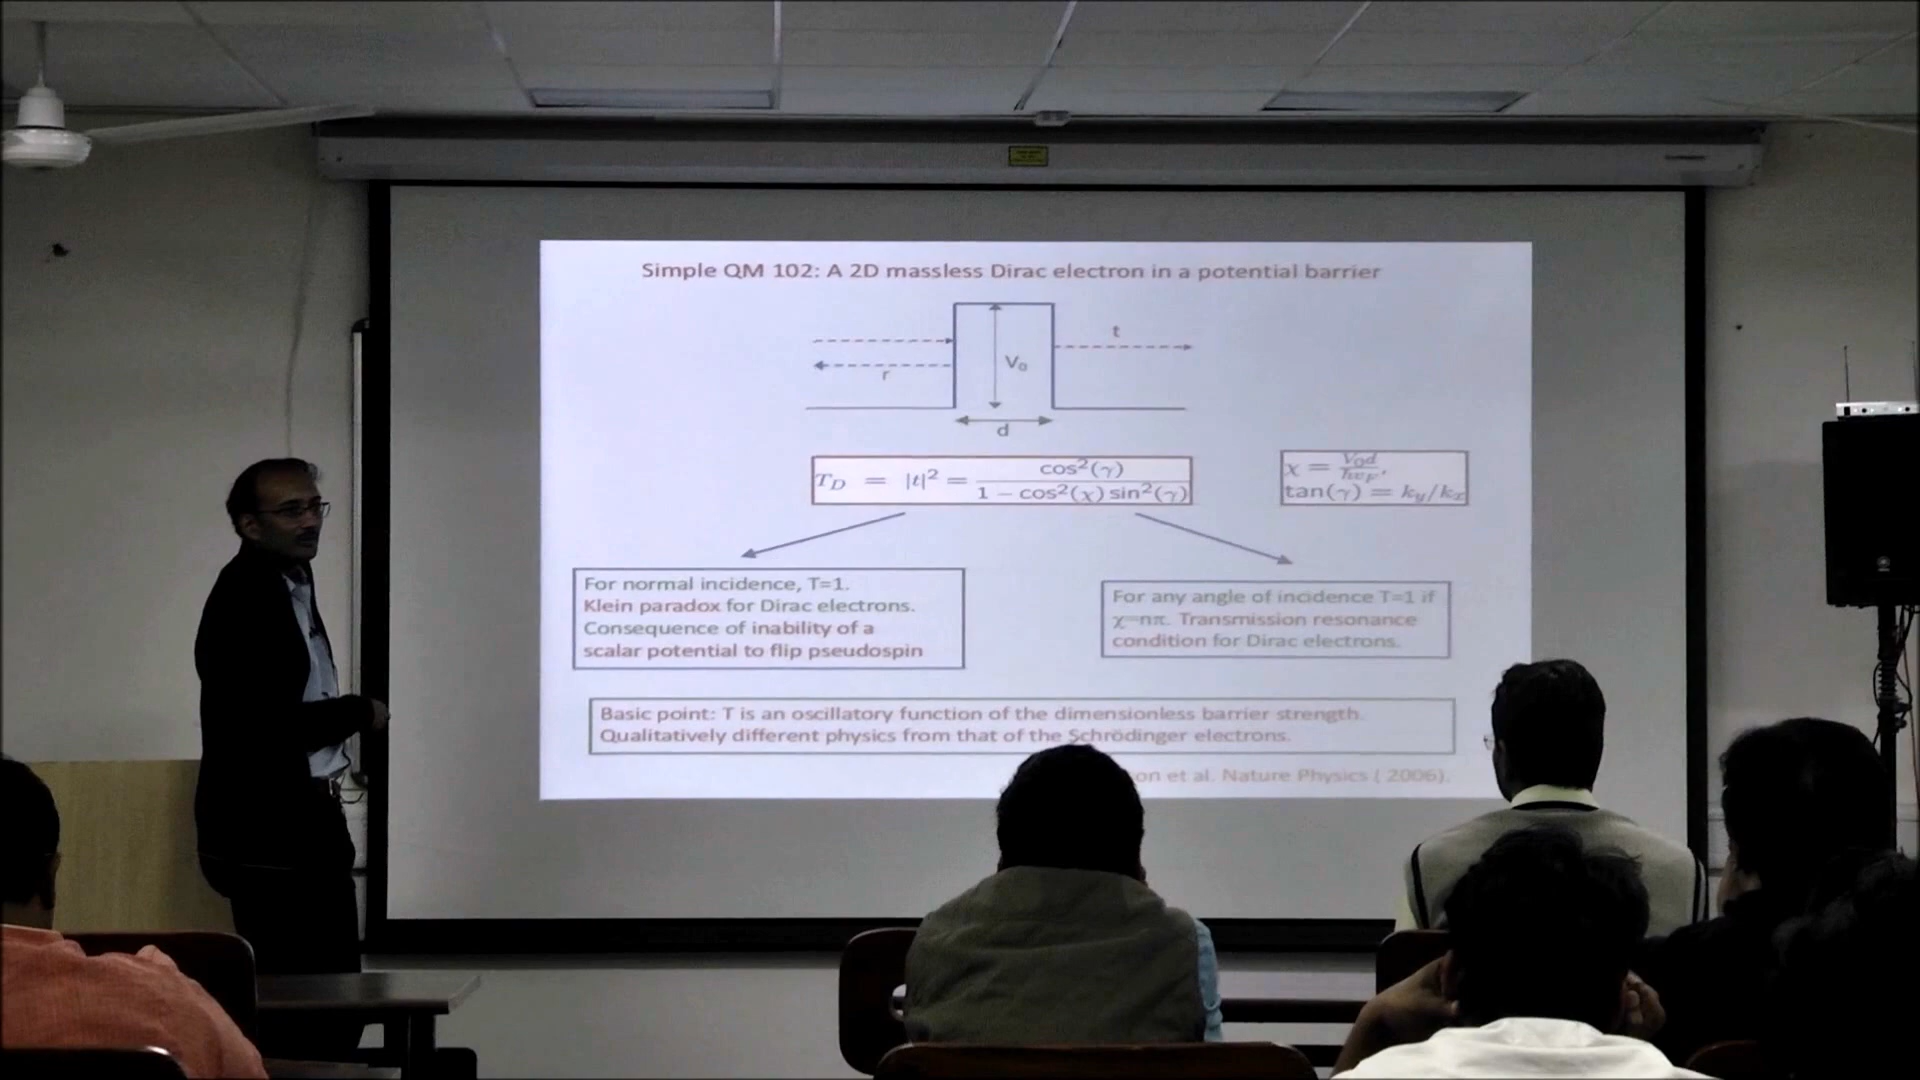 Simple QM 102: A 2D massless Dirac electron in a potential barrier
t
r
V₀
d
T_D = |t|² = cos²(γ) / 1 − cos²(χ) sin²(γ)
χ = V₀d / ħv_F,
tan(γ) = k_y/k_x
For normal incidence, T=1.
Klein paradox for Dirac electrons.
Consequence of inability of a
scalar potential to flip pseudospin
For any angle of incidence T=1 if
χ=nπ. Transmission resonance
condition for Dirac electrons.
Basic point: T is an oscillatory function of the dimensionless barrier strength.
Qualitatively different physics from that of the Schrödinger electrons.
et al. Nature Physics ( 2006).